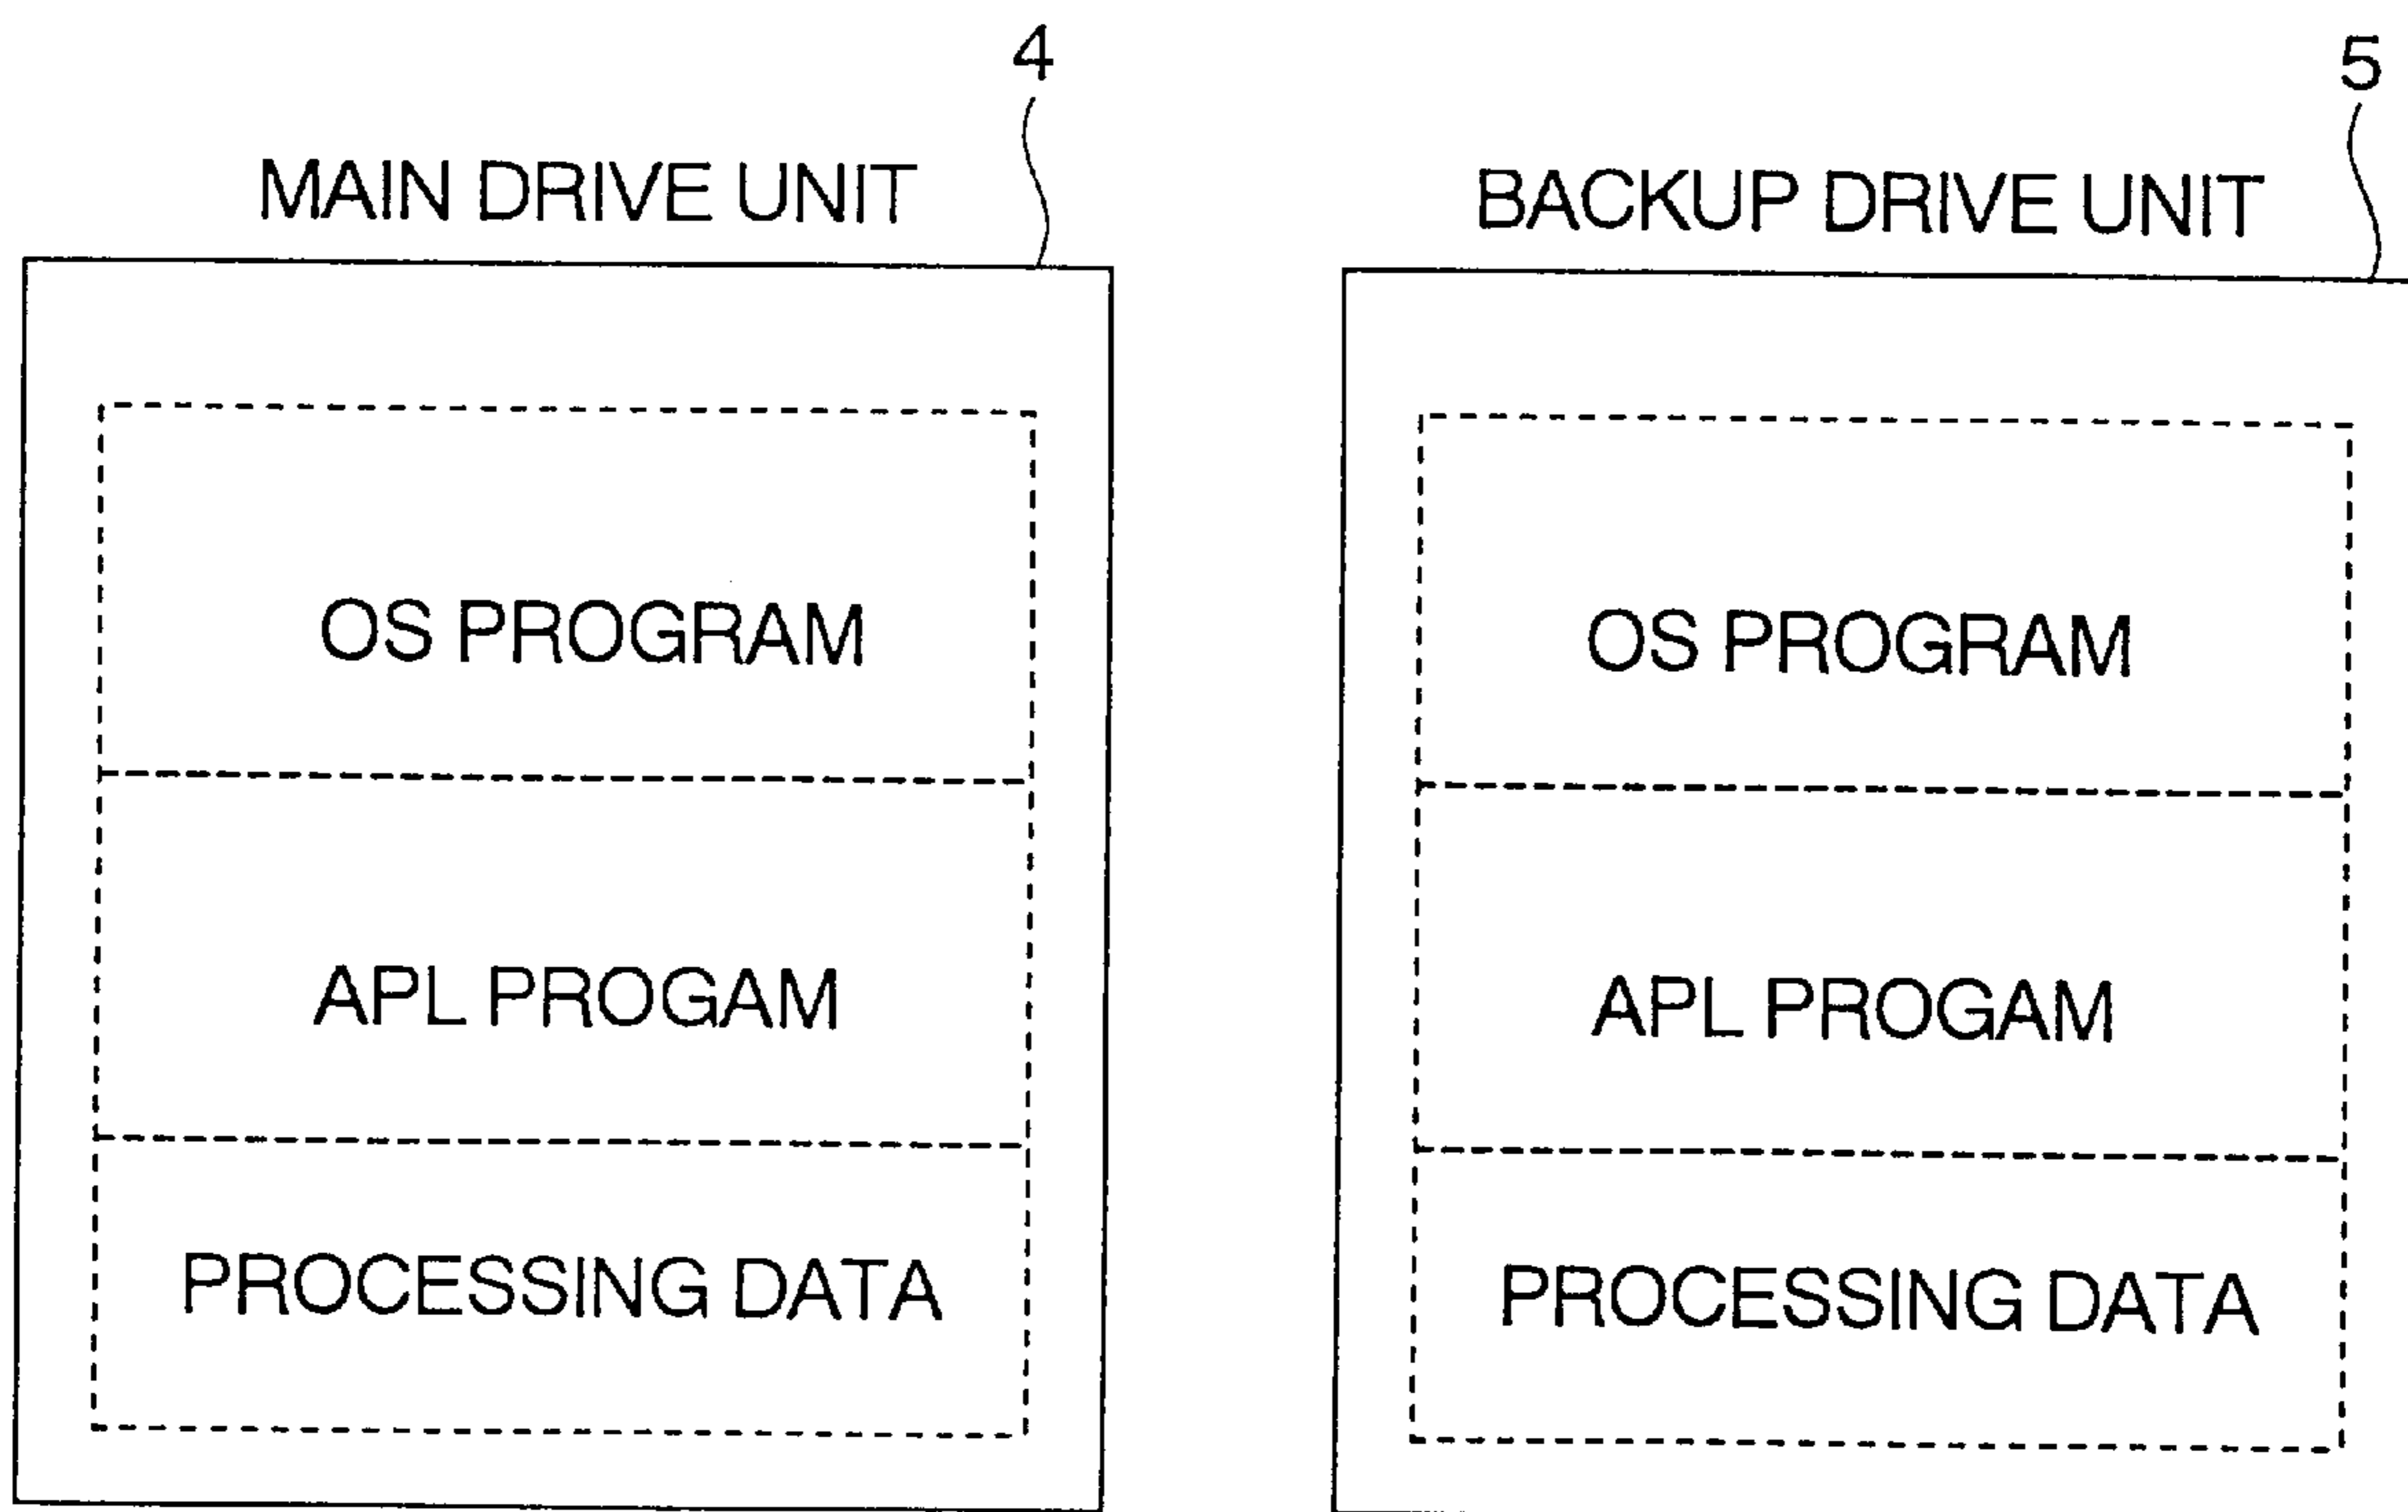 4
MAIN DRIVE UNIT
OS PROGRAM
APL PROGAM
PROCESSING DATA
5
BACKUP DRIVE UNIT
OS PROGRAM
APL PROGAM
PROCESSING DATA